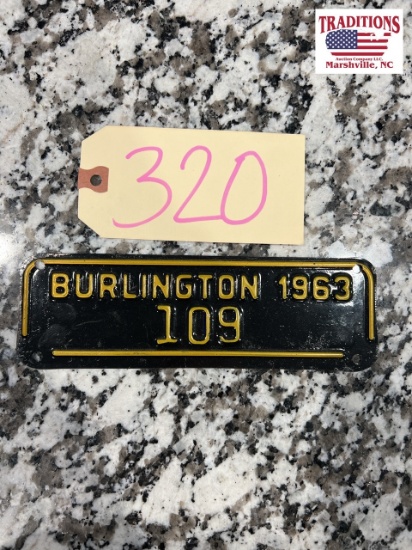 TRADITIONS
Auction Company LLC.
Marshville, NC
320
BURLINGTON 1963
109